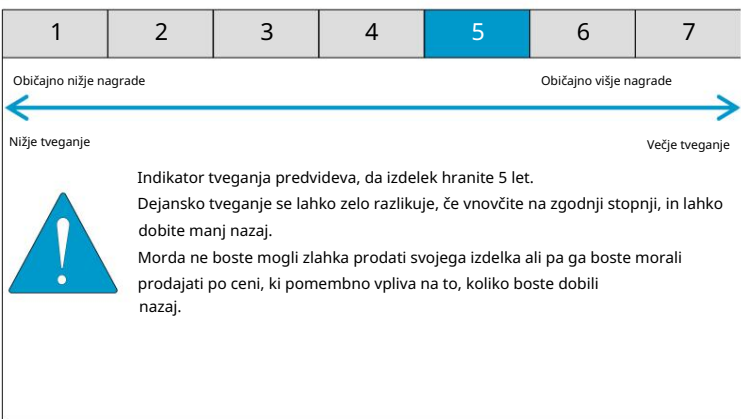 1 2 3 4 5 6 7
Običajno nižje nagrade Običajno višje nagrade
Nižje tveganje Večje tveganje
Indikator tveganja predvideva, da izdelek hranite 5 let.
Dejansko tveganje se lahko zelo razlikuje, če vnovčite na zgodnji stopnji, in lahko
dobite manj nazaj.
Morda ne boste mogli zlahka prodati svojega izdelka ali pa ga boste morali
prodajati po ceni, ki pomembno vpliva na to, koliko boste dobili
nazaj.